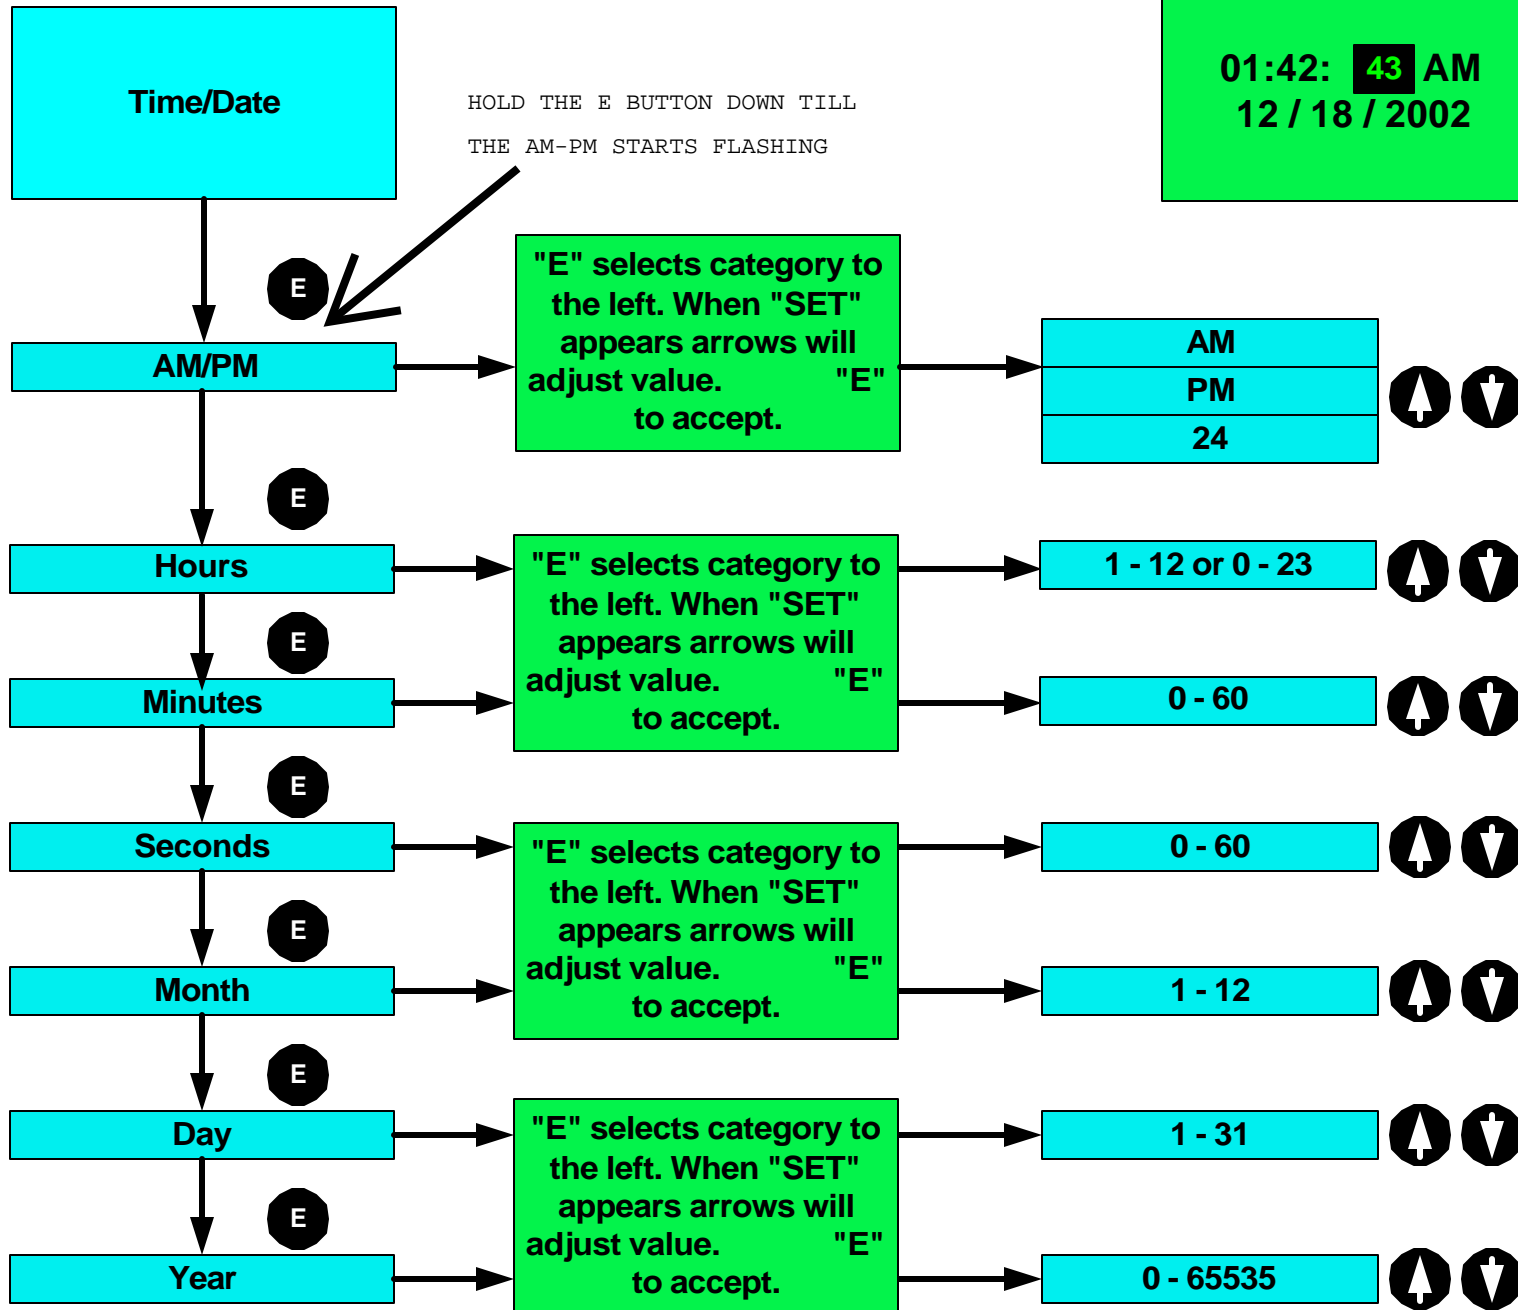 Time/Date
HOLD THE E BUTTON DOWN TILL
THE AM-PM STARTS FLASHING
01:42: 43 AM
12 / 18 / 2002
E
AM/PM
"E" selects category to
the left. When "SET"
appears arrows will
adjust value. "E"
to accept.
AM
PM
24
E
Hours
"E" selects category to
the left. When "SET"
appears arrows will
adjust value. "E"
to accept.
1 - 12 or 0 - 23
E
Minutes
0 - 60
E
Seconds
"E" selects category to
the left. When "SET"
appears arrows will
adjust value. "E"
to accept.
0 - 60
E
Month
1 - 12
E
Day
"E" selects category to
the left. When "SET"
appears arrows will
adjust value. "E"
to accept.
1 - 31
E
Year
0 - 65535